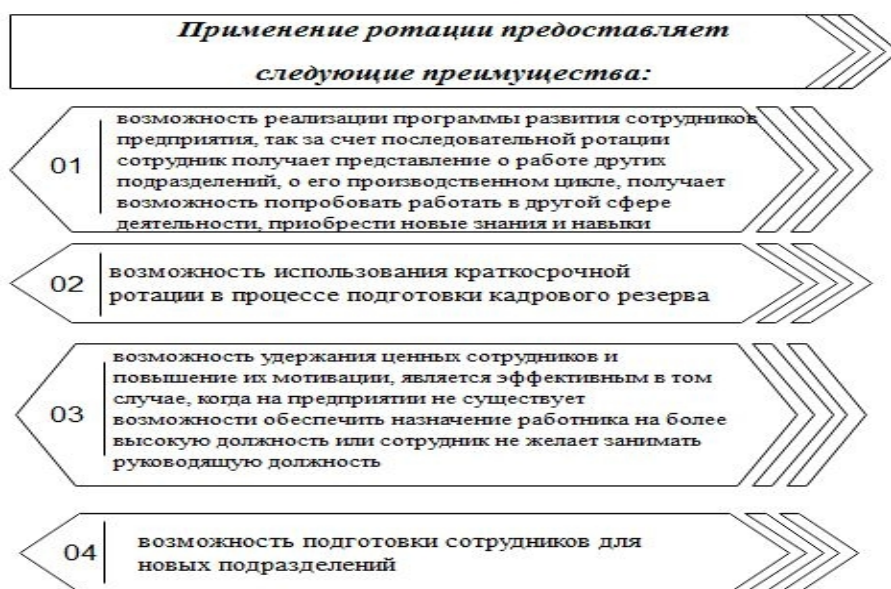 Применение ротации предоставляет
следующие преимущества:
01
возможность реализации программы развития сотрудников
предприятия, так за счет последовательной ротации
сотрудник получает представление о работе других
подразделений, о его производственном цикле, получает
возможность попробовать работать в другой сфере
деятельности, приобрести новые знания и навыки
02
возможность использования краткосрочной
ротации в процессе подготовки кадрового резерва
03
возможность удержания ценных сотрудников и
повышение их мотивации, является эффективным в том
случае, когда на предприятии не существует
возможности обеспечить назначение работника на более
высокую должность или сотрудник не желает занимать
руководящую должность
04
возможность подготовки сотрудников для
новых подразделений